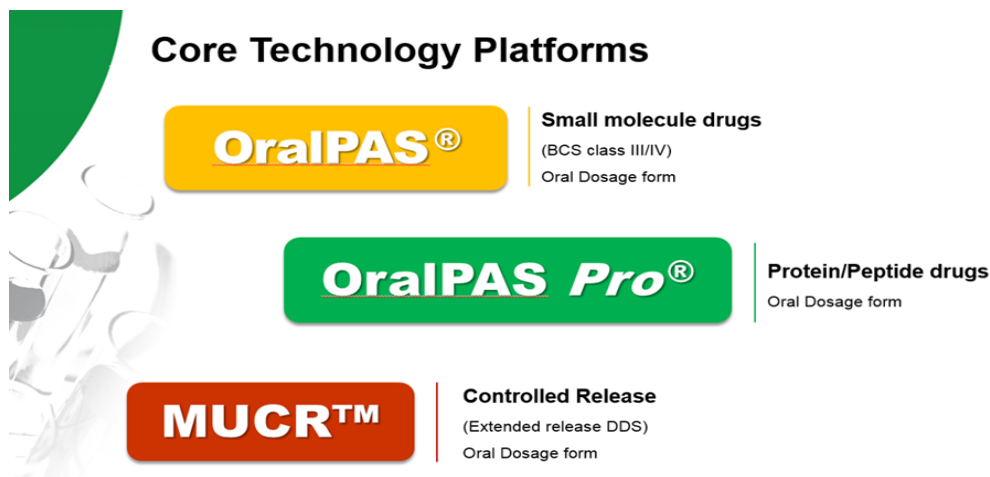 Core Technology Platforms
OralPAS®
Small molecule drugs
(BCS class III/IV)
Oral Dosage form
OralPAS Pro®
Protein/Peptide drugs
Oral Dosage form
MUCR™
Controlled Release
(Extended release DDS)
Oral Dosage form